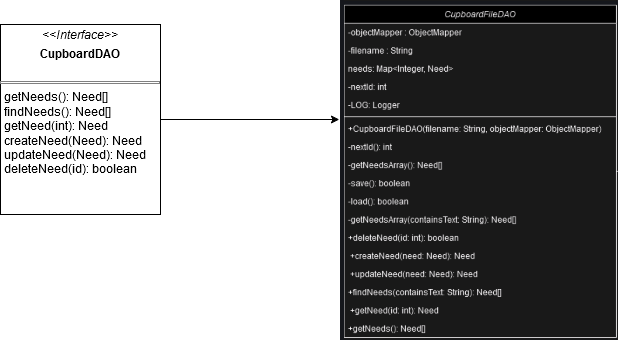 <<Interface>>
CupboardDAO
getNeeds(): Need[]
findNeeds(): Need[]
getNeed(int): Need
createNeed(Need): Need
updateNeed(Need): Need
deleteNeed(id): boolean
CupboardFileDAO
-objectMapper : ObjectMapper
-filename : String
needs: Map<Integer, Need>
-nextId: int
-LOG: Logger
+CupboardFileDAO(filename: String, objectMapper: ObjectMapper)
-nextId(): int
-getNeedsArray(): Need[]
-save(): boolean
-load(): boolean
-getNeedsArray(containsText: String): Need[]
+deleteNeed(id: int): boolean
+createNeed(need: Need): Need
+updateNeed(need: Need): Need
+findNeeds(containsText: String): Need[]
+getNeed(id: int): Need
+getNeeds(): Need[]